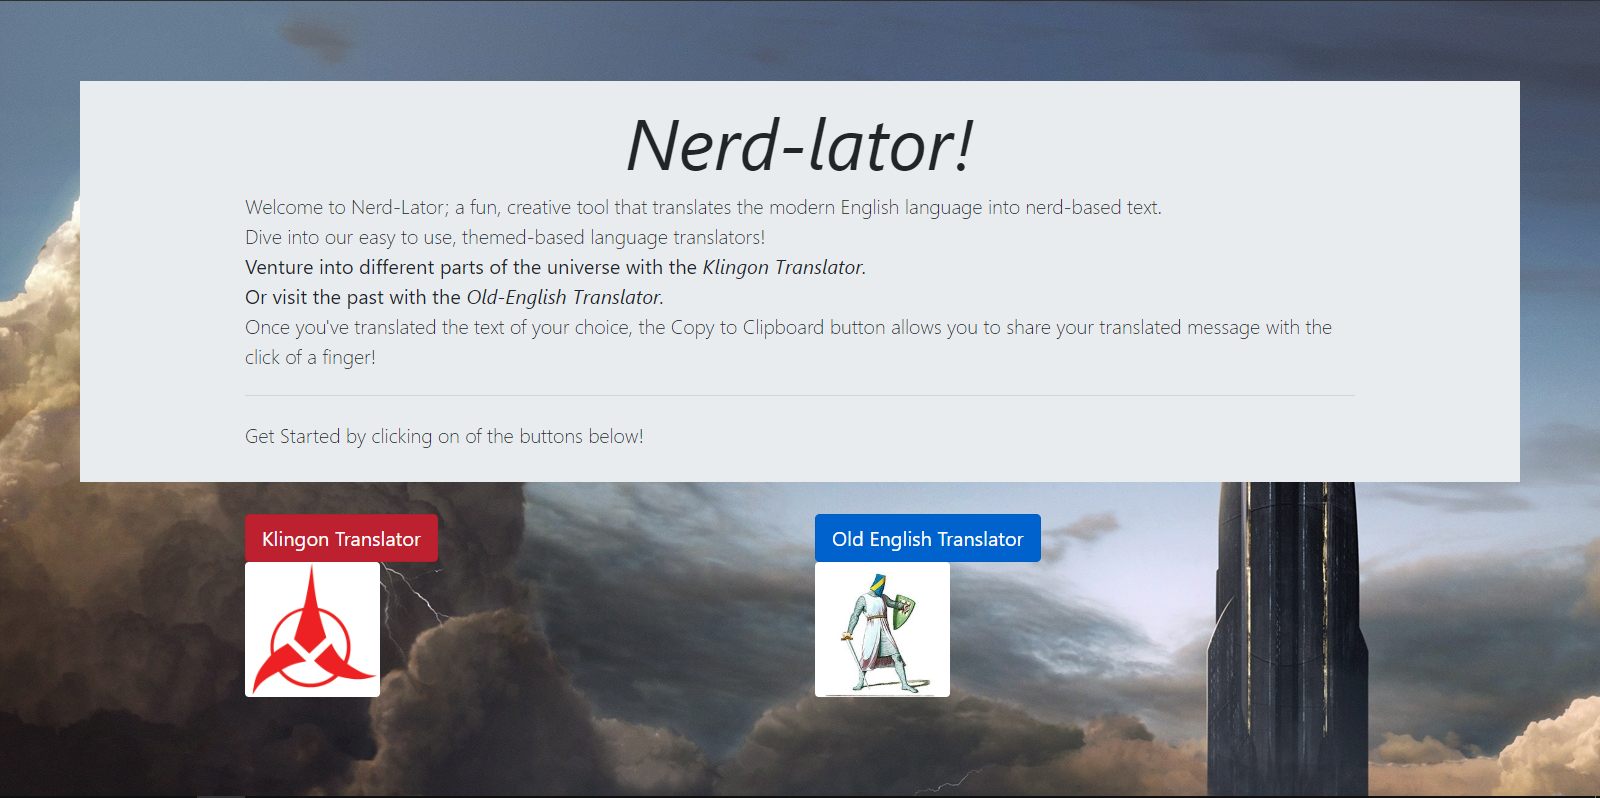 Nerd-lator!
Welcome to Nerd-Lator; a fun, creative tool that translates the modern English language into nerd-based text.
Dive into our easy to use, themed-based language translators!
Venture into different parts of the universe with the Klingon Translator.
Or visit the past with the Old-English Translator.
Once you've translated the text of your choice, the Copy to Clipboard button allows you to share your translated message with the
click of a finger!
Get Started by clicking on of the buttons below!
Klingon Translator
Old English Translator